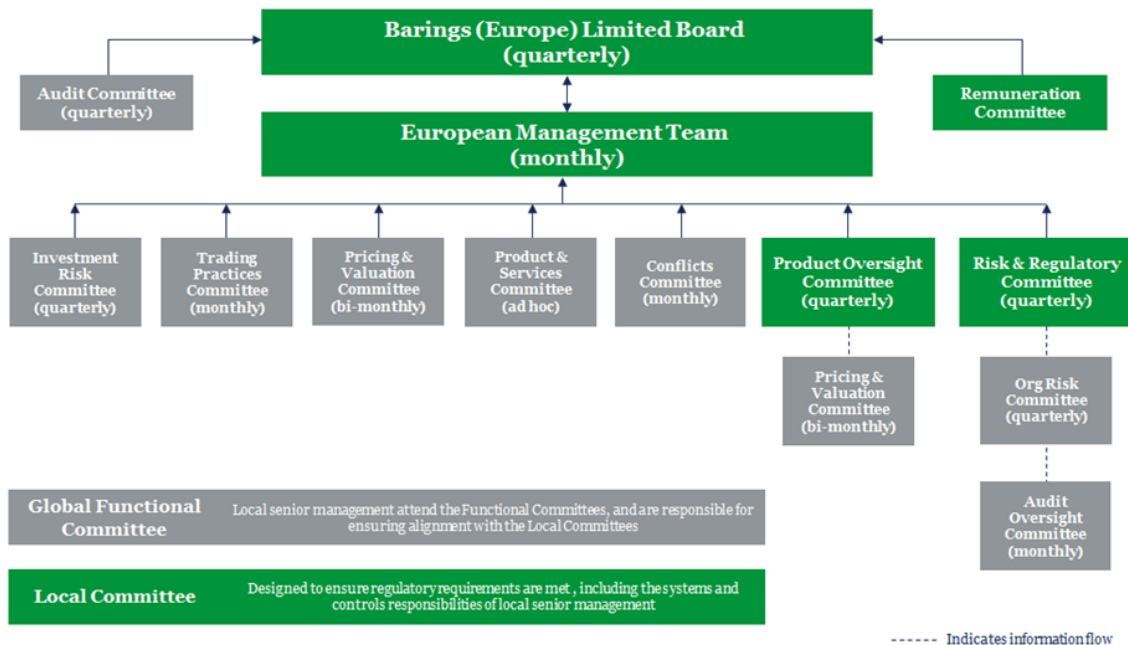 Barings (Europe) Limited Board
(quarterly)
Audit Committee
(quarterly)
Remuneration
Committee
European Management Team
(monthly)
Investment
Risk
Committee
(quarterly)
Trading
Practices
Committee
(monthly)
Pricing &
Valuation
Committee
(bi-monthly)
Product &
Services
Committee
(ad hoc)
Conflicts
Committee
(monthly)
Product Oversight
Committee
(quarterly)
Risk & Regulatory
Committee
(quarterly)
Pricing &
Valuation
Committee
(bi-monthly)
Org Risk
Committee
(quarterly)
Audit
Oversight
Committee
(monthly)
Global Functional
Committee
Local senior management attend the Functional Committees, and are responsible for
ensuring alignment with the Local Committees
Local Committee
Designed to ensure regulatory requirements are met , including the systems and
controls responsibilities of local senior management
Indicates information flow